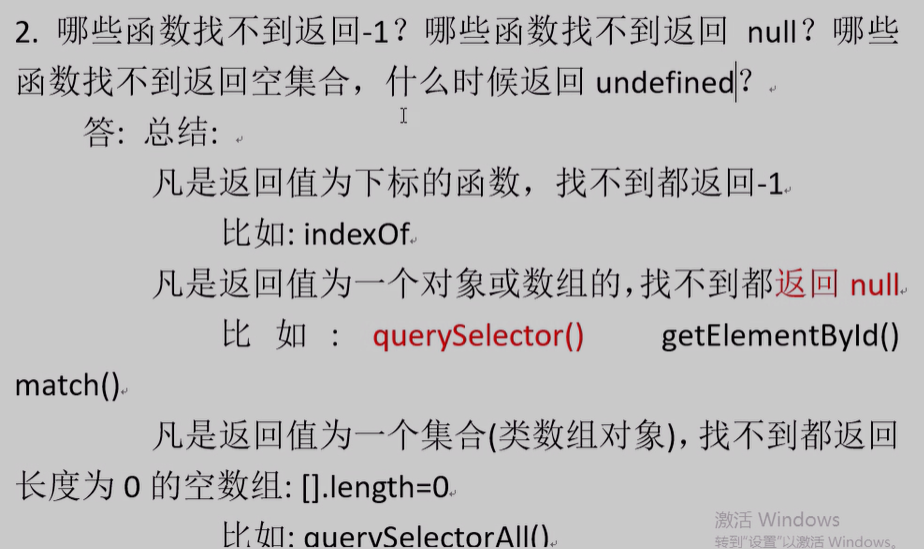 2. 哪些函数找不到返回-1？哪些函数找不到返回 null？哪些
函数找不到返回空集合，什么时候返回 undefined？
答: 总结:
凡是返回值为下标的函数，找不到都返回-1
比如: indexOf
凡是返回值为一个对象或数组的,找不到都返回 null
比 如 : querySelector() getElementById()
match()
凡是返回值为一个集合(类数组对象),找不到都返回
长度为 0 的空数组: [].length=0
比如: querySelectorAll()
激活 Windows
转到“设置”以激活 Windows。